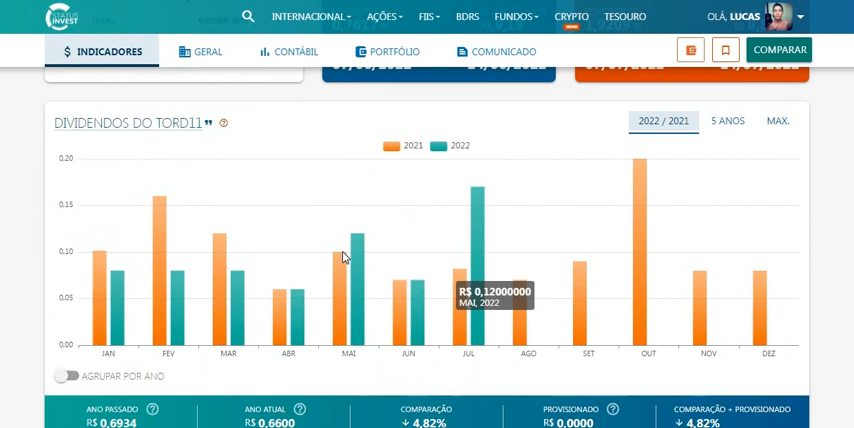 STATUS
INVEST
INTERNACIONAL
AÇÕES
FIIS
BDRS
FUNDOS
CRYPTO
NOVO
TESOURO
OLÁ, LUCAS
INDICADORES
GERAL
CONTÁBIL
PORTFÓLIO
COMUNICADO
COMPARAR
DIVIDENDOS DO TORD11
2022 / 2021
5 ANOS
MAX.
2021
2022
0,20
0,15
0,10
0,05
0,00
R$ 0,12000000
MAI, 2022
JAN
FEV
MAR
ABR
MAI
JUN
JUL
AGO
SET
OUT
NOV
DEZ
AGRUPAR POR ANO
ANO PASSADO
R$ 0,6934
ANO ATUAL
R$ 0,6600
COMPARAÇÃO
4,82%
PROVISIONADO
R$ 0,0000
COMPARAÇÃO + PROVISIONADO
4,82%